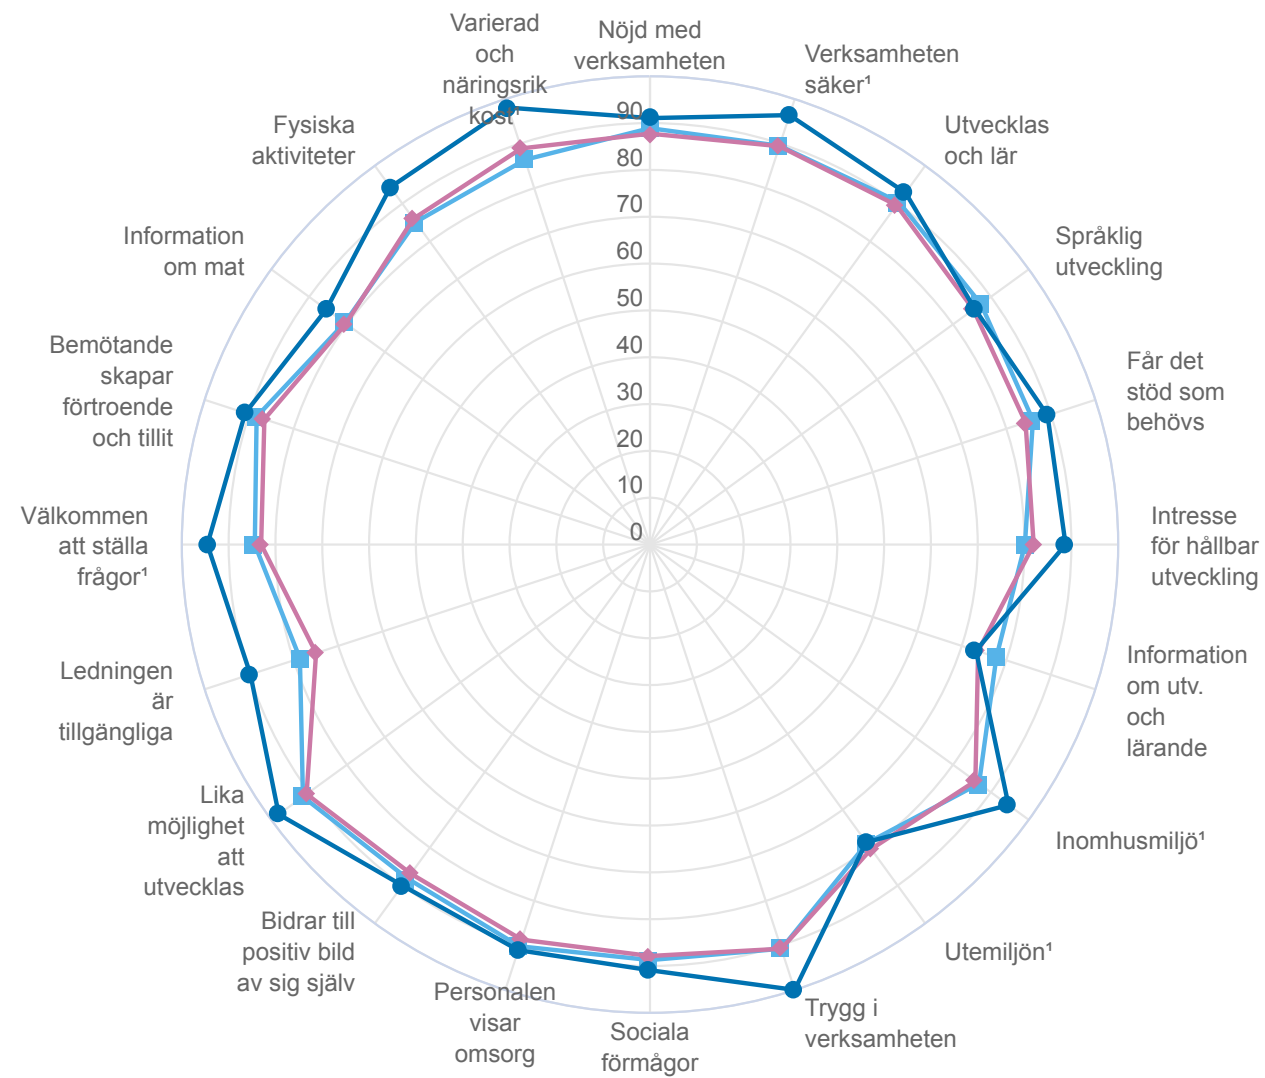 Nöjd med
verksamheten
Verksamheten
säker¹
Utvecklas
och lär
Språklig
utveckling
Får det
stöd som
behövs
Intresse
för hållbar
utveckling
Information
om utv.
och
lärande
Inomhusmiljö¹
Utemiljön¹
Trygg i
verksamheten
Sociala
förmågor
Personalen
visar
omsorg
Bidrar till
positiv bild
av sig själv
Lika
möjlighet
att
utvecklas
Ledningen
är
tillgängliga
Välkommen
att ställa
frågor¹
Bemötande
skapar
förtroende
och tillit
Information
om mat
Fysiska
aktiviteter
Varierad
och
näringsrik
kost¹
90
80
70
60
50
40
30
20
10
0